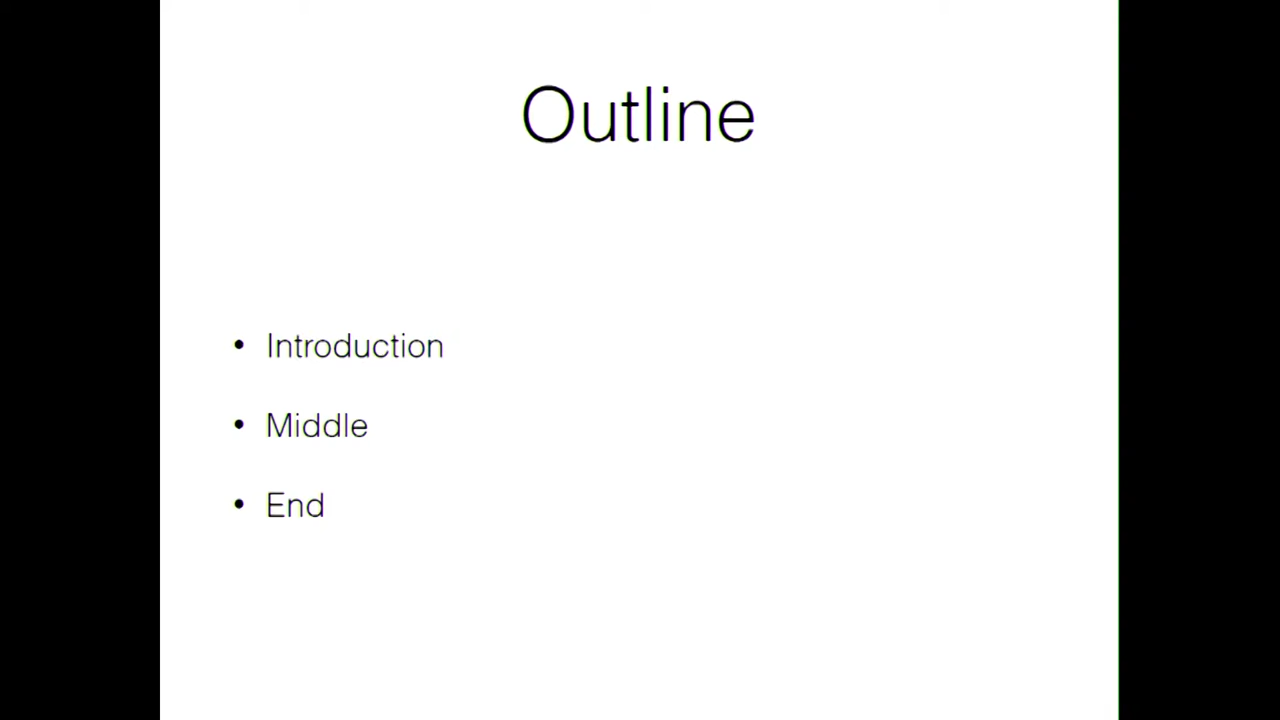 Outline
• Introduction
• Middle
• End